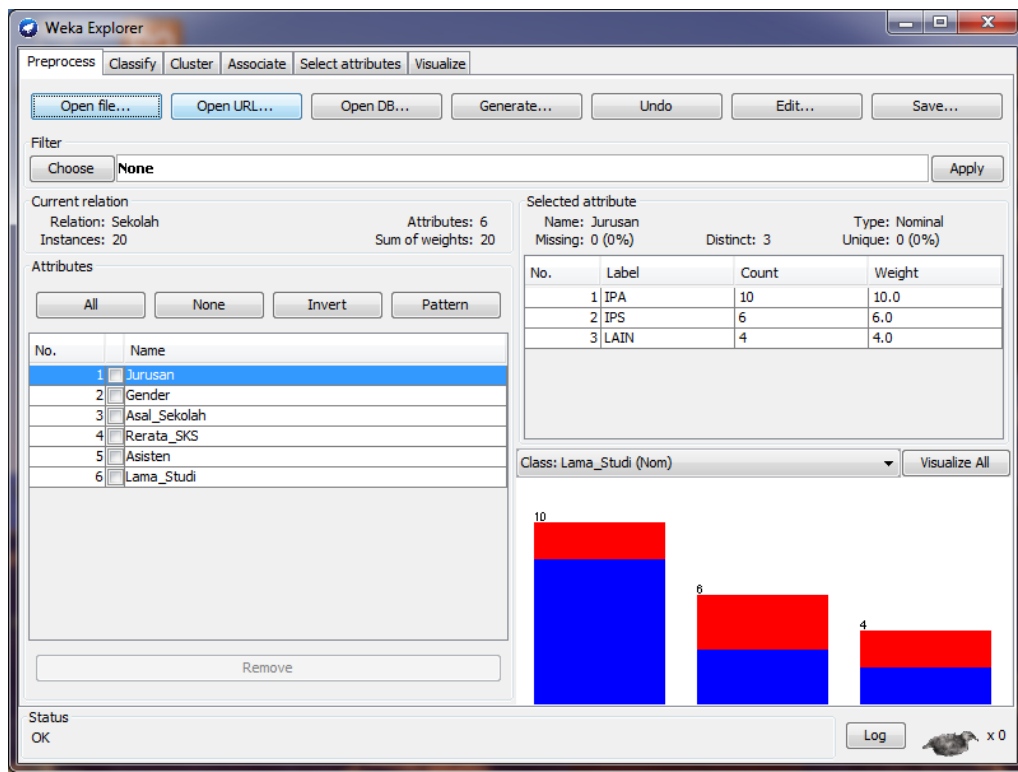 Weka Explorer
Preprocess Classify Cluster Associate Select attributes Visualize
Open file... Open URL... Open DB... Generate... Undo Edit... Save...
Filter
Choose None Apply
Current relation
Relation: Sekolah Attributes: 6
Instances: 20 Sum of weights: 20
Attributes
All None Invert Pattern
No. Name
1 Jurusan
2 Gender
3 Asal_Sekolah
4 Rerata_SKS
5 Asisten
6 Lama_Studi
Remove
Selected attribute
Name: Jurusan Type: Nominal
Missing: 0 (0%) Distinct: 3 Unique: 0 (0%)
No. Label Count Weight
1 IPA 10 10.0
2 IPS 6 6.0
3 LAIN 4 4.0
Class: Lama_Studi (Nom) Visualize All
10
6
4
Status
OK
Log x 0